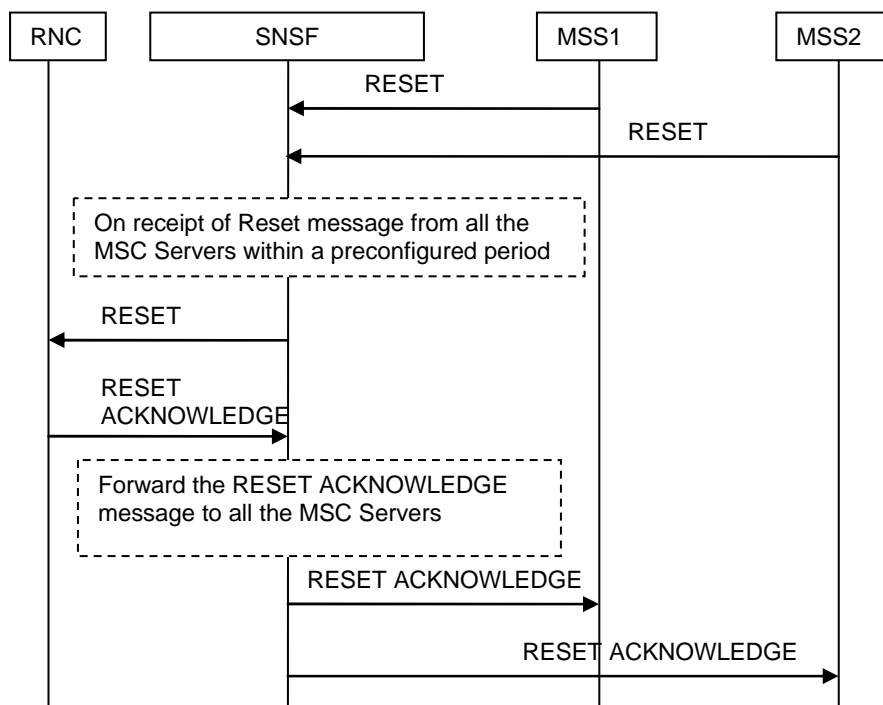 RNC
SNSF
MSS1
MSS2
RESET
RESET
On receipt of Reset message from all the
MSC Servers within a preconfigured period
RESET
RESET
ACKNOWLEDGE
Forward the RESET ACKNOWLEDGE
message to all the MSC Servers
RESET ACKNOWLEDGE
RESET ACKNOWLEDGE